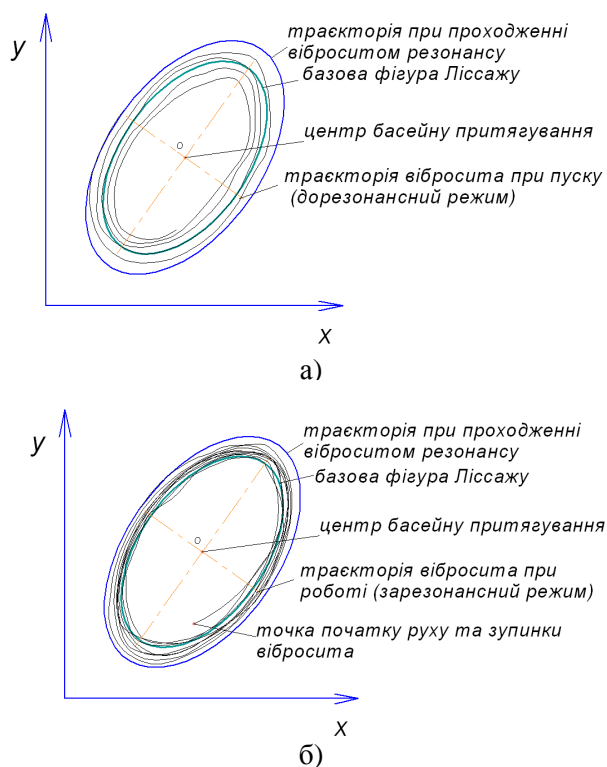 y
траєкторія при проходженні
віброситом резонансу
базова фігура Ліссажу
o
центр басейну притягування
траєкторія вібросита при пуску
(дорезонансний режим)
x
а)
y
траєкторія при проходженні
віброситом резонансу
базова фігура Ліссажу
o
центр басейну притягування
траєкторія вібросита при
роботі (зарезонансний режим)
точка початку руху та зупинки
вібросита
x
б)